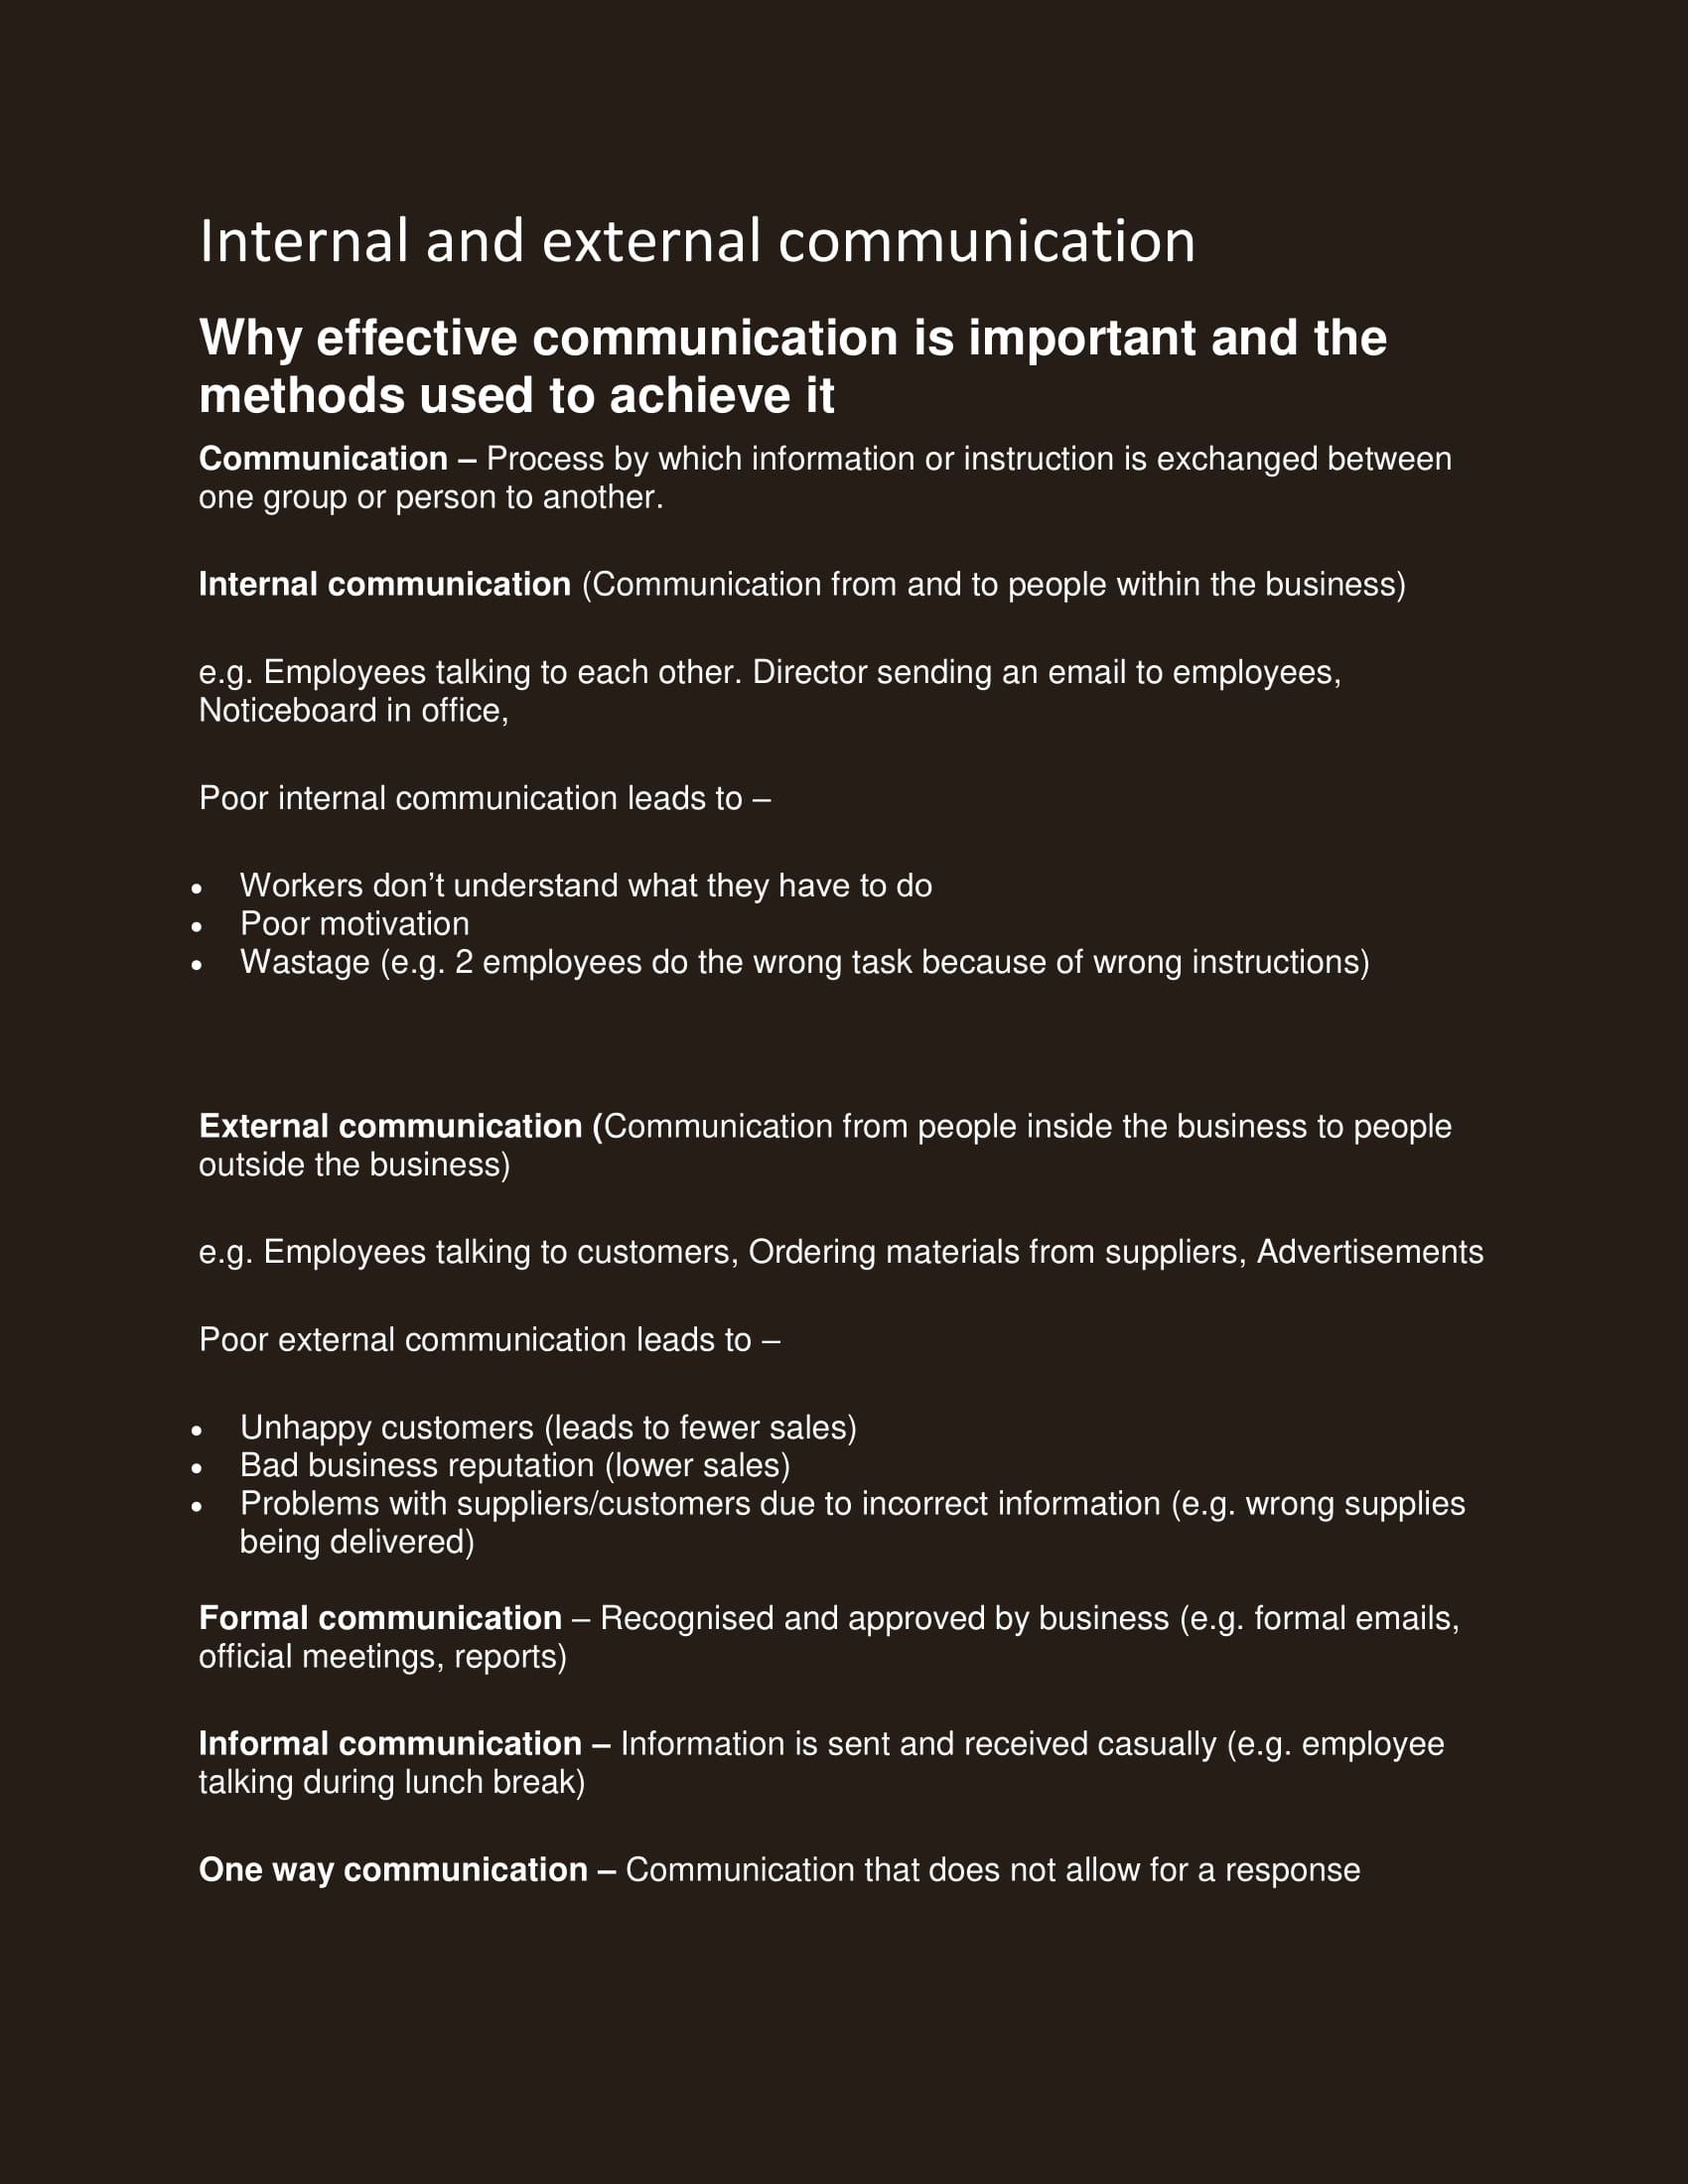 Internal and external communication
Why effective communication is important and the
methods used to achieve it
Communication – Process by which information or instruction is exchanged between
one group or person to another.
Internal communication (Communication from and to people within the business)
e.g. Employees talking to each other. Director sending an email to employees,
Noticeboard in office,
Poor internal communication leads to –
• Workers don’t understand what they have to do
• Poor motivation
• Wastage (e.g. 2 employees do the wrong task because of wrong instructions)
External communication (Communication from people inside the business to people
outside the business)
e.g. Employees talking to customers, Ordering materials from suppliers, Advertisements
Poor external communication leads to –
• Unhappy customers (leads to fewer sales)
• Bad business reputation (lower sales)
• Problems with suppliers/customers due to incorrect information (e.g. wrong supplies
being delivered)
Formal communication – Recognised and approved by business (e.g. formal emails,
official meetings, reports)
Informal communication – Information is sent and received casually (e.g. employee
talking during lunch break)
One way communication – Communication that does not allow for a response